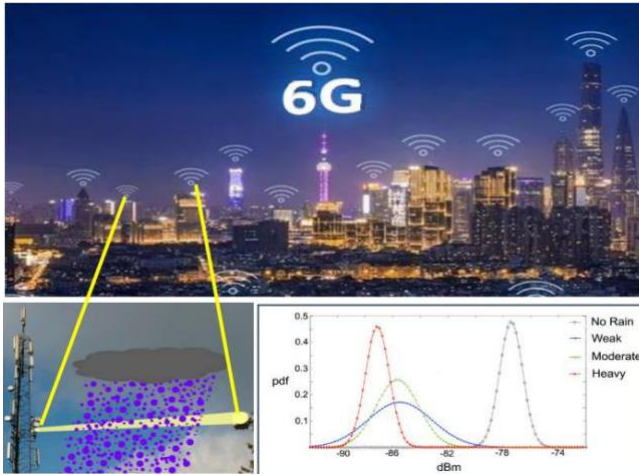 6G
0.5
0.4
0.3
0.2
0.1
pdf
-90
-86
-82
-78
-74
dBm
No Rain
Weak
Moderate
Heavy